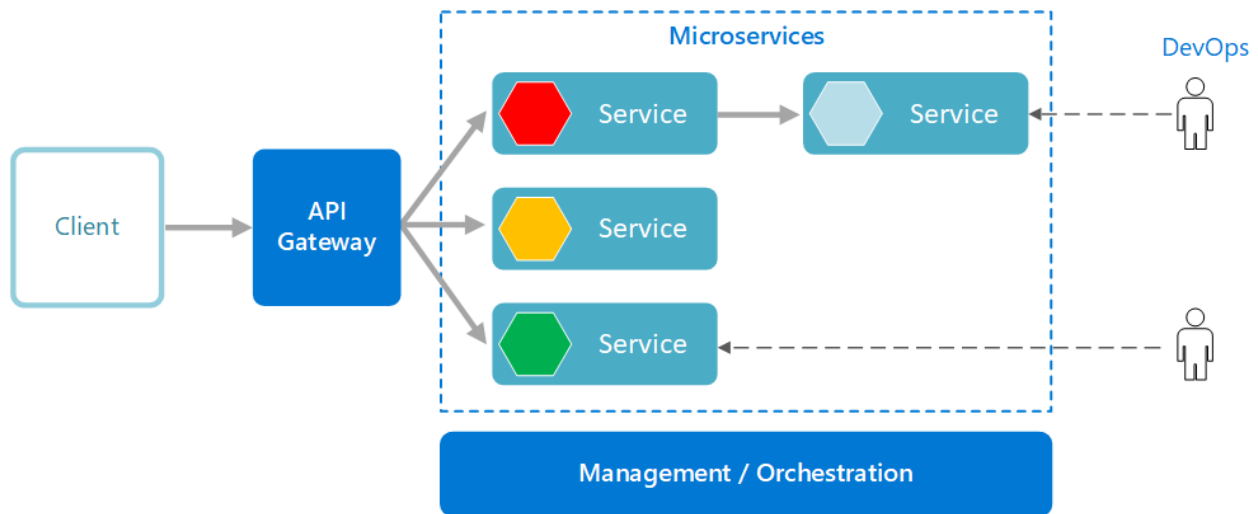 Microservices
DevOps
Service
Service
Client
API
Gateway
Service
Service
Management / Orchestration